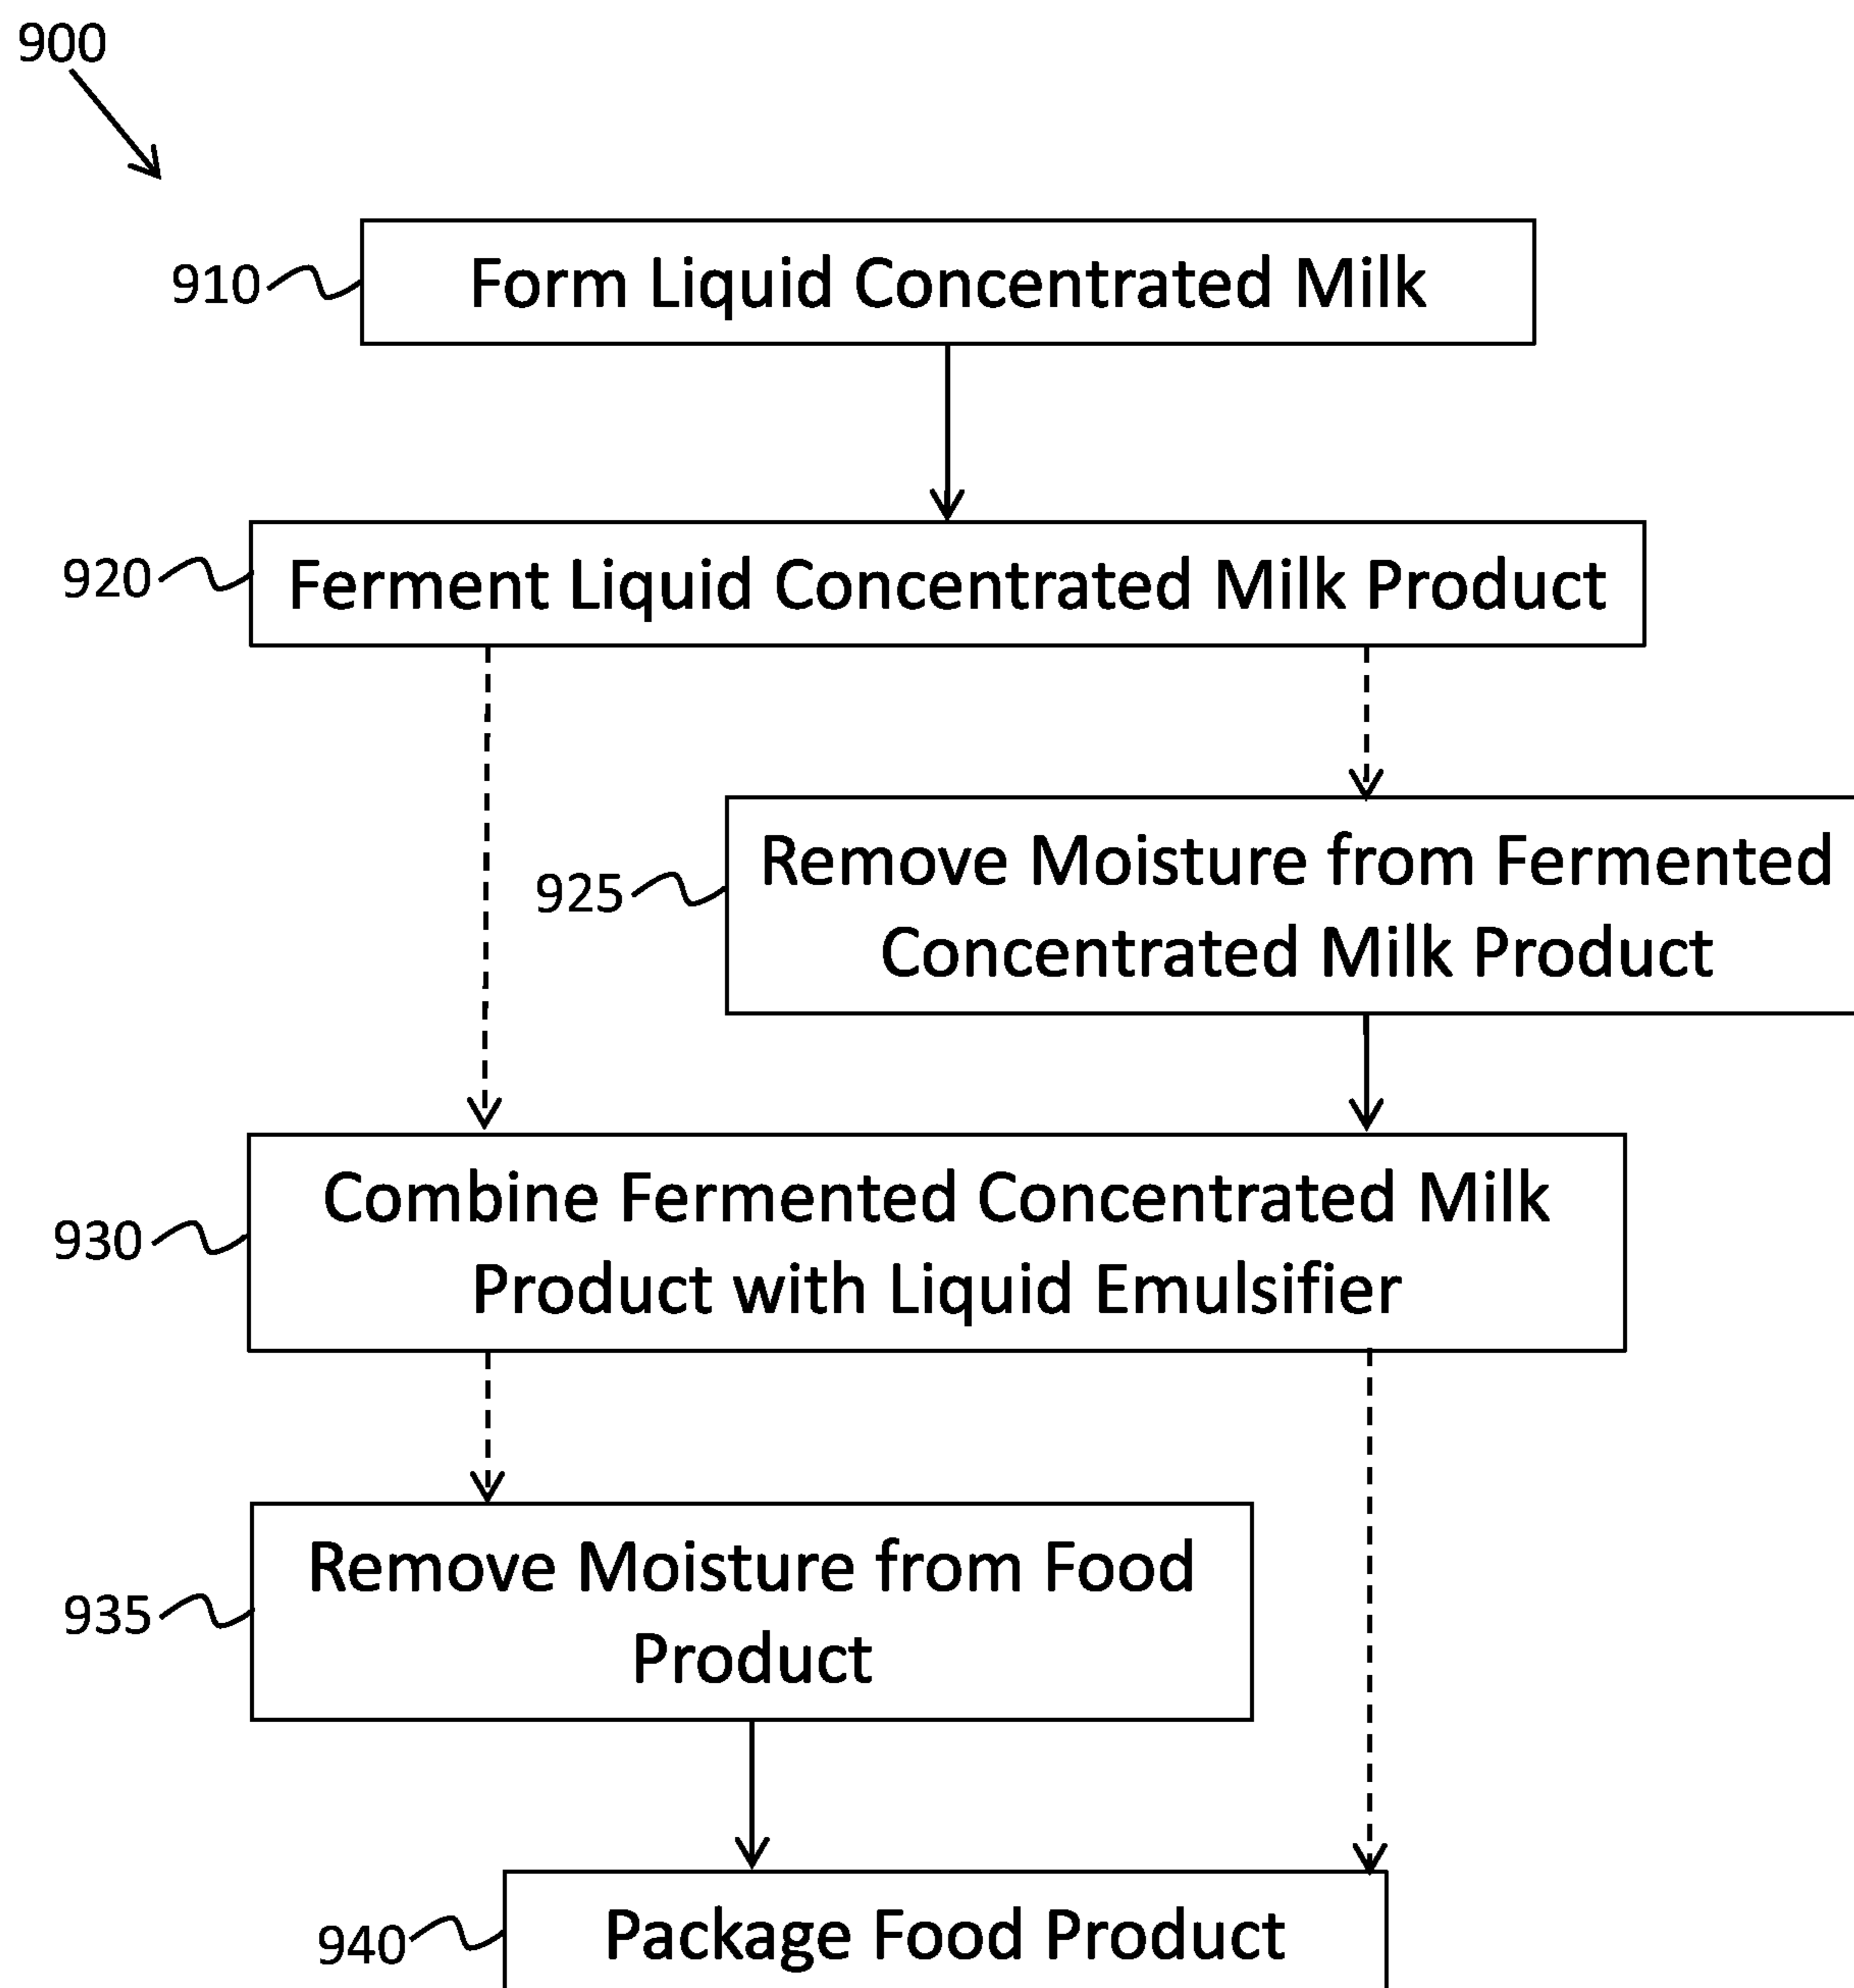 900
910
Form Liquid Concentrated Milk
920
Ferment Liquid Concentrated Milk Product
925
Remove Moisture from Fermented
Concentrated Milk Product
930
Combine Fermented Concentrated Milk
Product with Liquid Emulsifier
935
Remove Moisture from Food
Product
940
Package Food Product